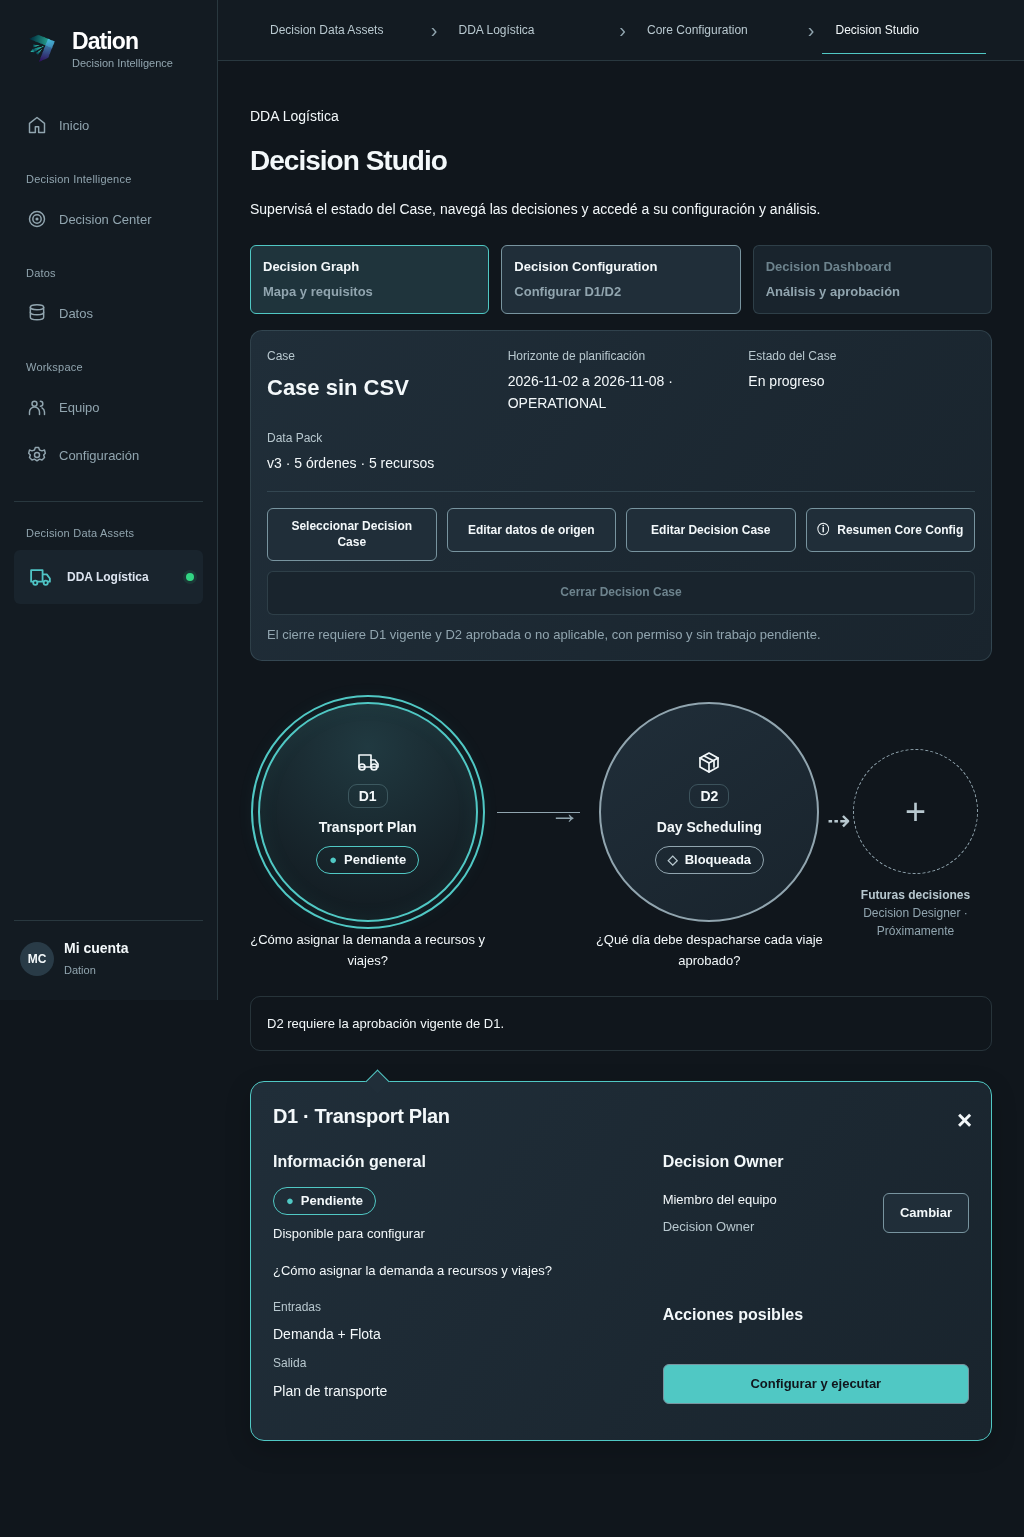 Dation
Decision Intelligence
Inicio
Decision Intelligence
Decision Center
Datos
Datos
Workspace
Equipo
Configuración
Decision Data Assets
DDA Logística
MC
Mi cuenta
Dation
Decision Data Assets › DDA Logística › Core Configuration › Decision Studio
DDA Logística
Decision Studio
Supervisá el estado del Case, navegá las decisiones y accedé a su configuración y análisis.
Decision Graph
Mapa y requisitos
Decision Configuration
Configurar D1/D2
Decision Dashboard
Análisis y aprobación
Case
Case sin CSV
Horizonte de planificación
2026-11-02 a 2026-11-08 ·
OPERATIONAL
Estado del Case
En progreso
Data Pack
v3 · 5 órdenes · 5 recursos
Seleccionar Decision
Case
Editar datos de origen
Editar Decision Case
Resumen Core Config
Cerrar Decision Case
El cierre requiere D1 vigente y D2 aprobada o no aplicable, con permiso y sin trabajo pendiente.
D1
Transport Plan
● Pendiente
¿Cómo asignar la demanda a recursos y
viajes?
→
D2
Day Scheduling
◇ Bloqueada
¿Qué día debe despacharse cada viaje
aprobado?
⇢
+
Futuras decisiones
Decision Designer ·
Próximamente
D2 requiere la aprobación vigente de D1.
D1 · Transport Plan
×
Información general
● Pendiente
Disponible para configurar
¿Cómo asignar la demanda a recursos y viajes?
Entradas
Demanda + Flota
Salida
Plan de transporte
Decision Owner
Miembro del equipo
Decision Owner
Cambiar
Acciones posibles
Configurar y ejecutar